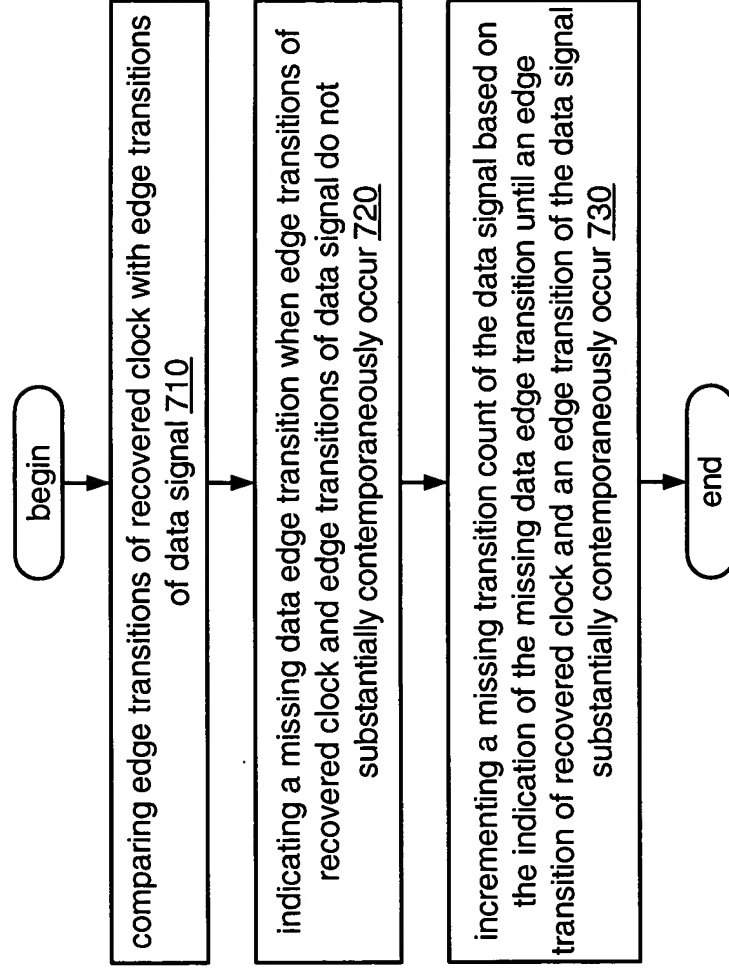 begin
comparing edge transitions of recovered clock with edge transitions
of data signal 710
indicating a missing data edge transition when edge transitions of
recovered clock and edge transitions of data signal do not
substantially contemporaneously occur 720
incrementing a missing transition count of the data signal based on
the indication of the missing data edge transition until an edge
transition of recovered clock and an edge transition of the data signal
substantially contemporaneously occur 730
end